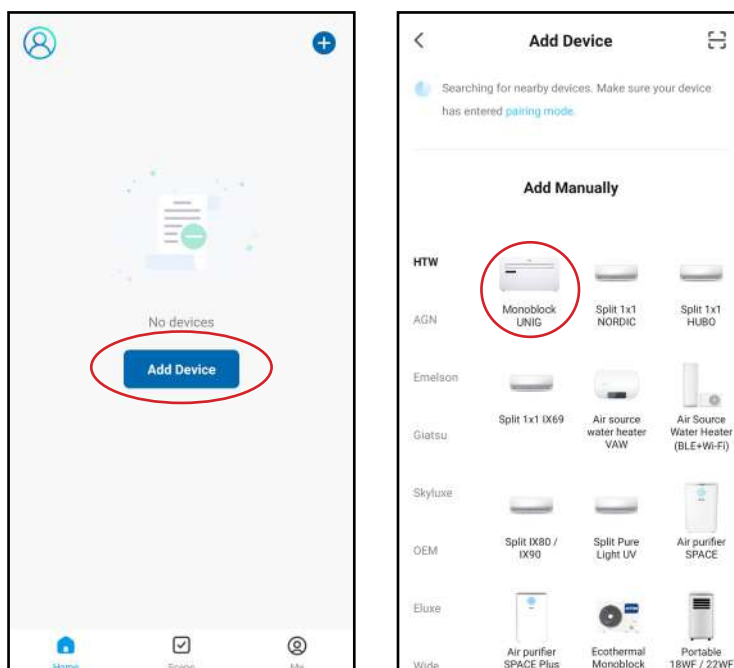 No devices
Add Device
Home
Scene
Me
Add Device
Searching for nearby devices. Make sure your device
has entered pairing mode.
Add Manually
HTW
AGN
Emelson
Giatsu
Skyluxe
OEM
Eluxe
Wide
Monoblock
UNIG
Split 1x1
NORDIC
Split 1x1
HUBO
Split 1x1 IX69
Air source
water heater
VAW
Air Source
Water Heater
(BLE+Wi-Fi)
Split IX80 /
IX90
Split Pure
Light UV
Air purifier
SPACE
Air purifier
SPACE Plus
Ecothermal
Monoblock
Portable
18WF / 22WF